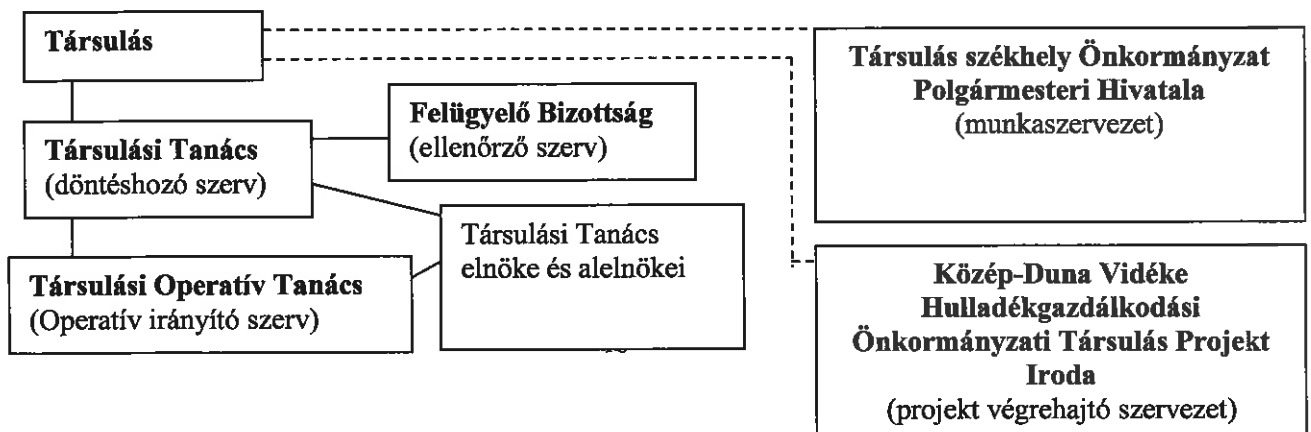 Társulás
Társulási Tanács
(döntéshozó szerv)
Társulási Operatív Tanács
(Operatív irányító szerv)
Felügyelő Bizottság
(ellenőrző szerv)
Társulási Tanács
elnöke és alelnökei
Társulás székhely Önkormányzat
Polgármesteri Hivatala
(munkaszervezet)
Közép-Duna Vidéke
Hulladékgazdálkodási
Önkormányzati Társulás Projekt
Iroda
(projekt végrehajtó szervezet)